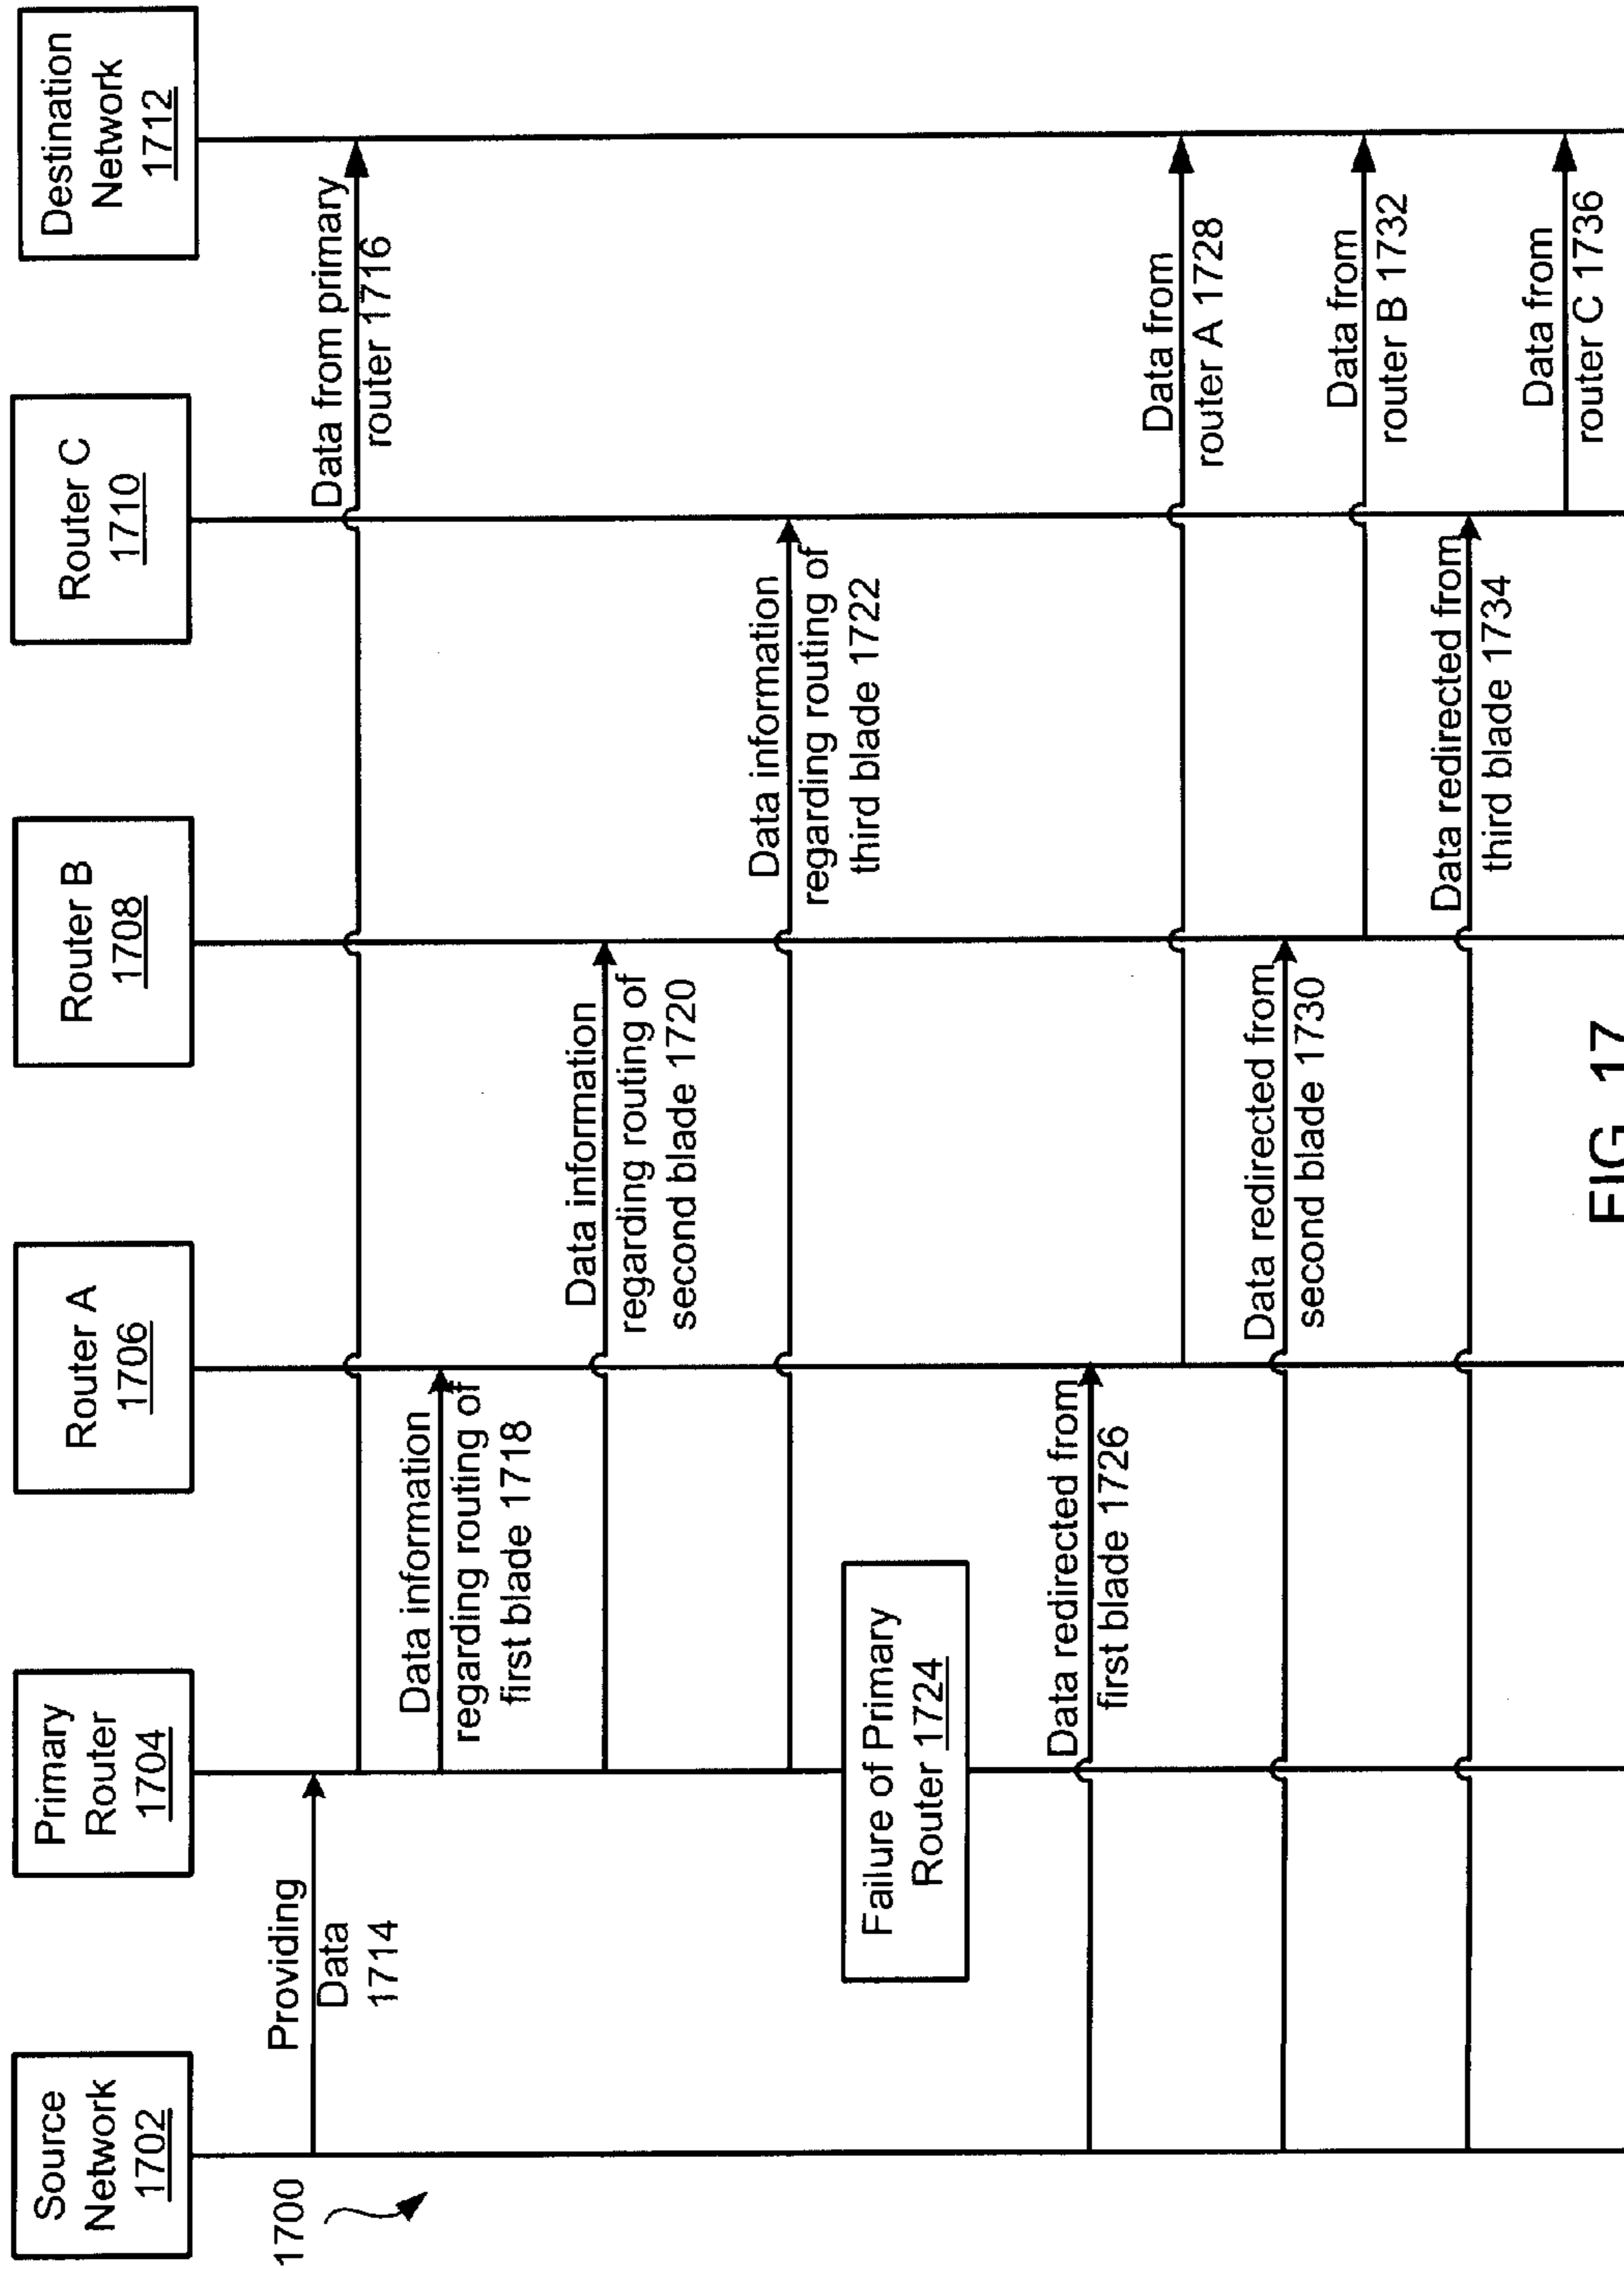 Source
Network
1702
Primary
Router
1704
Router A
1706
Router B
1708
Router C
1710
Destination
Network
1712
1700
Providing
Data
1714
Data from primary
router 1716
Data information
regarding routing of
first blade 1718
Data information
regarding routing of
second blade 1720
Data information
regarding routing of
third blade 1722
Failure of Primary
Router 1724
Data redirected from
first blade 1726
Data from
router A 1728
Data redirected from
second blade 1730
Data from
router B 1732
Data redirected from
third blade 1734
Data from
router C 1736
FIG. 17